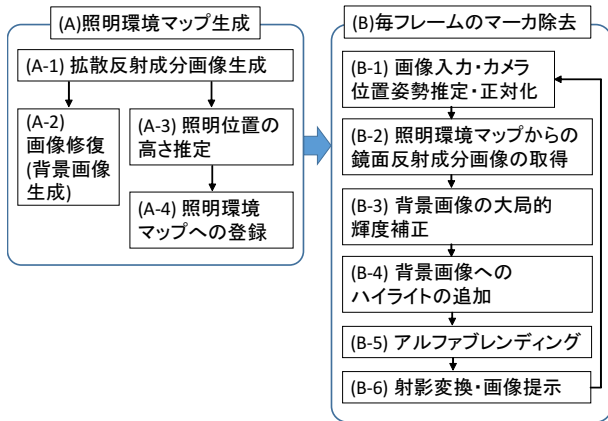 (A)照明環境マップ生成
(A-1) 拡散反射成分画像生成
(A-2)
画像修復
(背景画像
生成)
(A-3) 照明位置の
高さ推定
(A-4) 照明環境
マップへの登録
(B)毎フレームのマーカ除去
(B-1) 画像入力・カメラ
位置姿勢推定・正対化
(B-2) 照明環境マップからの
鏡面反射成分画像の取得
(B-3) 背景画像の大局的
輝度補正
(B-4) 背景画像への
ハイライトの追加
(B-5) アルファブレンディング
(B-6) 射影変換・画像提示